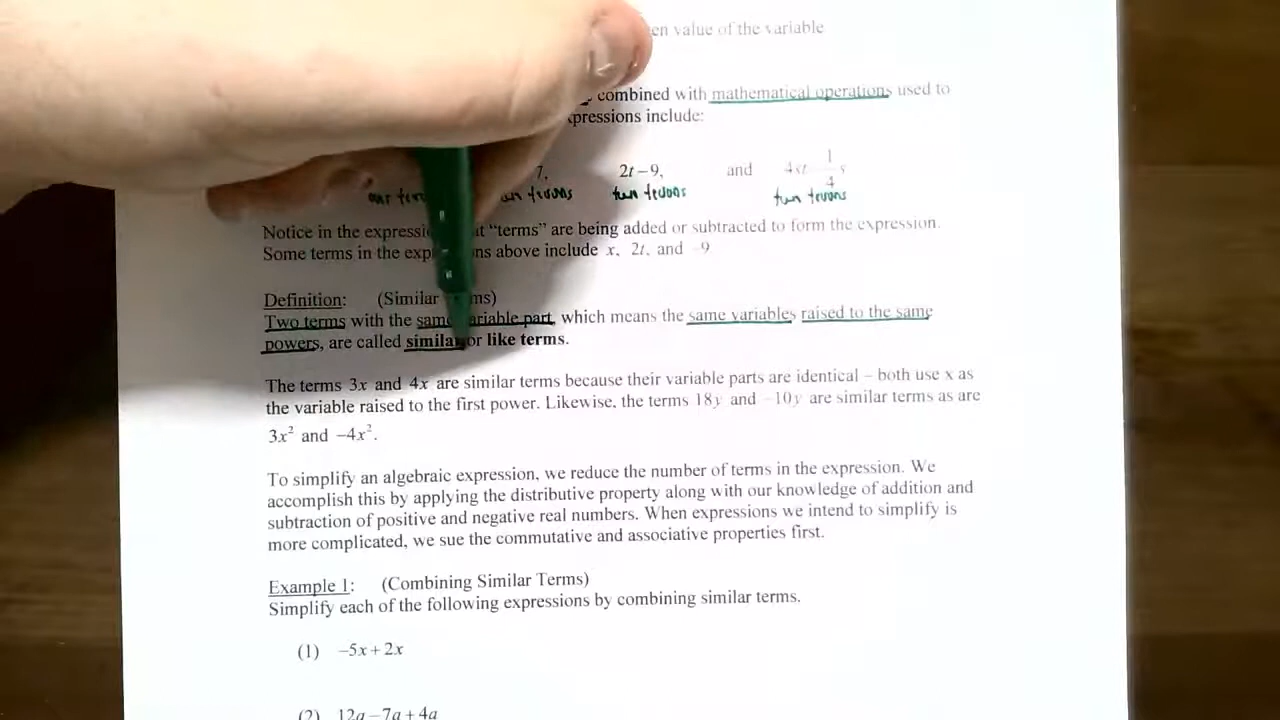 en value of the variable
combined with mathematical operations used to
pressions include:
7, 2t – 9, and 4st 1/4 s
two terms two terms
Notice in the expressi "terms" are being added or subtracted to form the expression.
Some terms in the exp ns above include x, 2t, and –9
Definition: (Similar ms)
Two terms with the same ariable part, which means the same variables raised to the same
powers, are called similar or like terms.
The terms 3x and 4x are similar terms because their variable parts are identical – both use x as
the variable raised to the first power. Likewise, the terms 18y and –10y are similar terms as are
3x² and –4x².
To simplify an algebraic expression, we reduce the number of terms in the expression. We
accomplish this by applying the distributive property along with our knowledge of addition and
subtraction of positive and negative real numbers. When expressions we intend to simplify is
more complicated, we sue the commutative and associative properties first.
Example 1: (Combining Similar Terms)
Simplify each of the following expressions by combining similar terms.
(1) –5x + 2x
(2) 12a – 7a + 4a